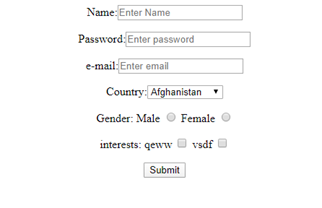 Name:Enter Name
Password:Enter password
e-mail:Enter email
Country:Afghanistan
Gender: Male Female
interests: qeww vsdf
Submit